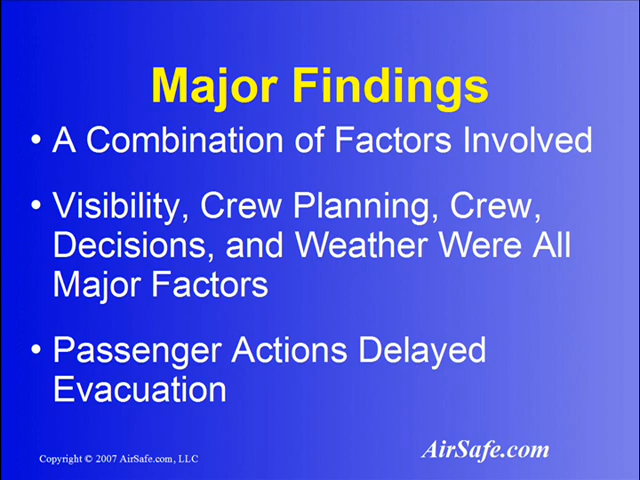 Major Findings
• A Combination of Factors Involved
• Visibility, Crew Planning, Crew,
Decisions, and Weather Were All
Major Factors
• Passenger Actions Delayed
Evacuation
Copyright © 2007 AirSafe.com, LLC
AirSafe.com